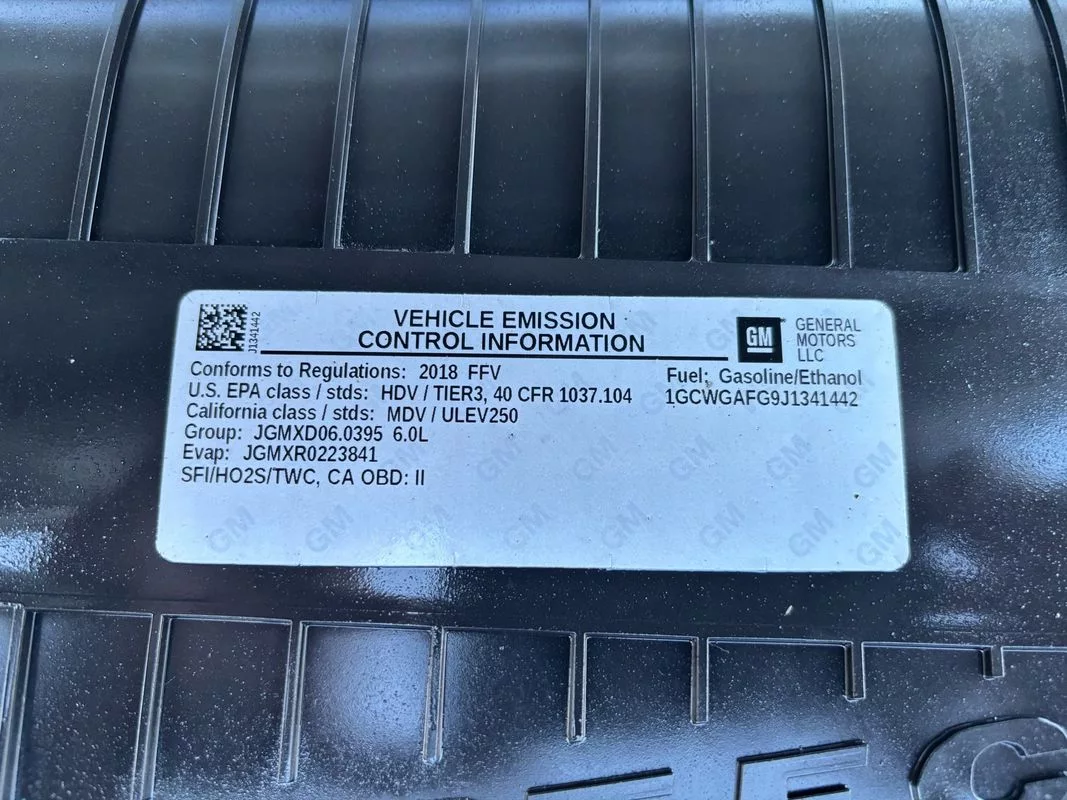 J1341442
VEHICLE EMISSION
CONTROL INFORMATION
GM
GENERAL
MOTORS
LLC
Conforms to Regulations: 2018 FFV
Fuel: Gasoline/Ethanol
U.S. EPA class / stds: HDV / TIER3, 40 CFR 1037.104
1GCWGAFG9J1341442
California class / stds: MDV / ULEV250
Group: JGMXD06.0395 6.0L
Evap: JGMXR0223841
SFI/HO2S/TWC, CA OBD: II